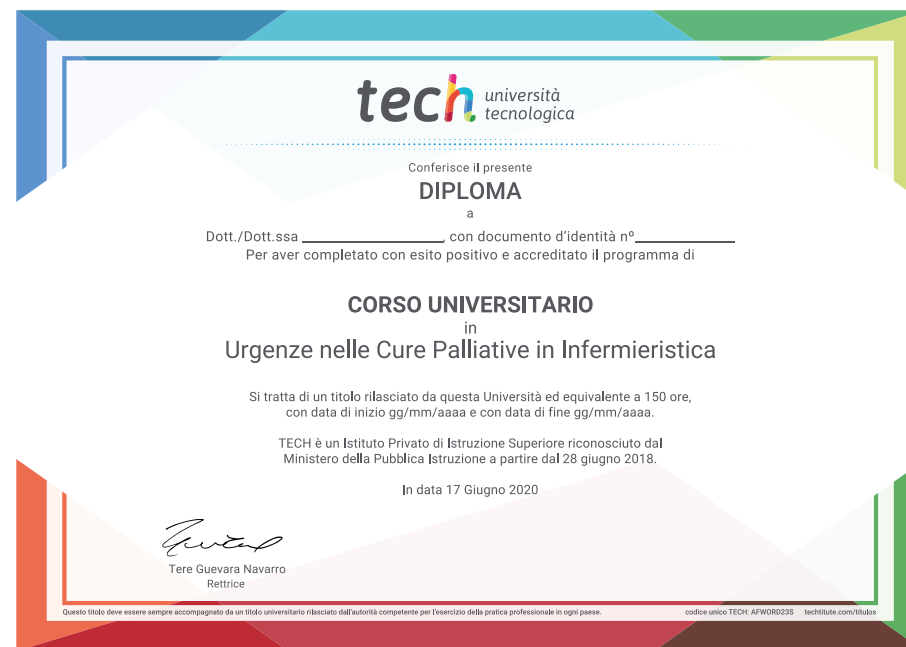 tech università
tecnologica
Conferisce il presente
DIPLOMA
a
Dott./Dott.ssa ____________________, con documento d'identità nº______________
Per aver completato con esito positivo e accreditato il programma di
CORSO UNIVERSITARIO
in
Urgenze nelle Cure Palliative in Infermieristica
Si tratta di un titolo rilasciato da questa Università ed equivalente a 150 ore,
con data di inizio gg/mm/aaaa e con data di fine gg/mm/aaaa.
TECH è un Istituto Privato di Istruzione Superiore riconosciuto dal
Ministero della Pubblica Istruzione a partire dal 28 giugno 2018.
In data 17 Giugno 2020
Tere Guevara Navarro
Rettrice
Questo titolo deve essere sempre accompagnato da un titolo universitario rilasciato dall'autorità competente per l'esercizio della pratica professionale in ogni paese. codice unico TECH: AFWORD23S techtitute.com/titulos